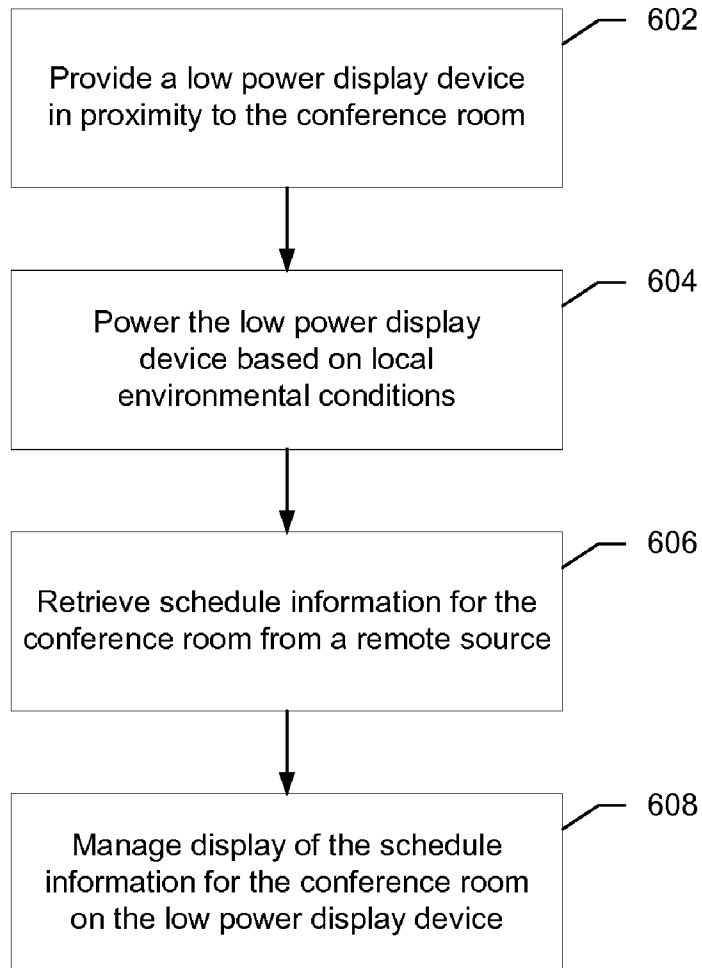 602
Provide a low power display device
in proximity to the conference room
604
Power the low power display
device based on local
environmental conditions
606
Retrieve schedule information for the
conference room from a remote source
608
Manage display of the schedule
information for the conference room
on the low power display device